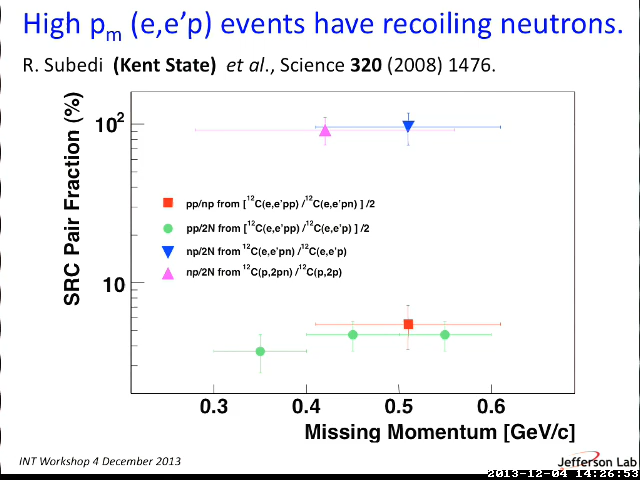 High pm (e,e'p) events have recoiling neutrons.
R. Subedi (Kent State) et al., Science 320 (2008) 1476.
SRC Pair Fraction (%)
10²
10
pp/np from [¹²C(e,e'pp) /¹²C(e,e'pn) ] /2
pp/2N from [¹²C(e,e'pp) /¹²C(e,e'p) ] /2
np/2N from ¹²C(e,e'pn) /¹²C(e,e'p)
np/2N from ¹²C(p,2pn) /¹²C(p,2p)
0.3 0.4 0.5 0.6
Missing Momentum [GeV/c]
INT Workshop 4 December 2013
Jefferson Lab
2013-12-04 14:26:53